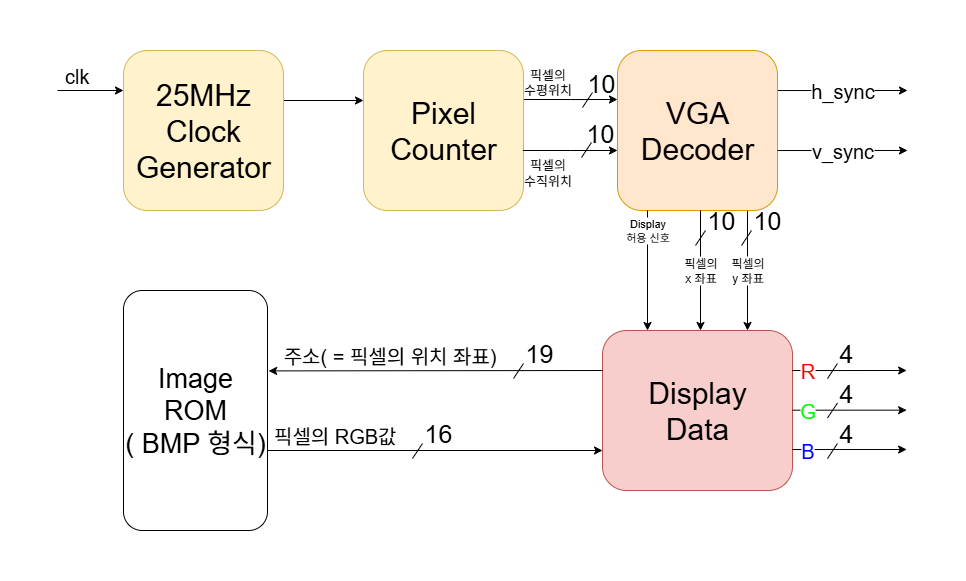 clk
25MHz
Clock
Generator
Pixel
Counter
픽셀의
수평위치
10
10
픽셀의
수직위치
VGA
Decoder
h_sync
v_sync
Display
허용 신호
10
픽셀의
x 좌표
10
픽셀의
y 좌표
Image
ROM
( BMP 형식)
주소( = 픽셀의 위치 좌표)
19
픽셀의 RGB값
16
Display
Data
R
4
G
4
B
4